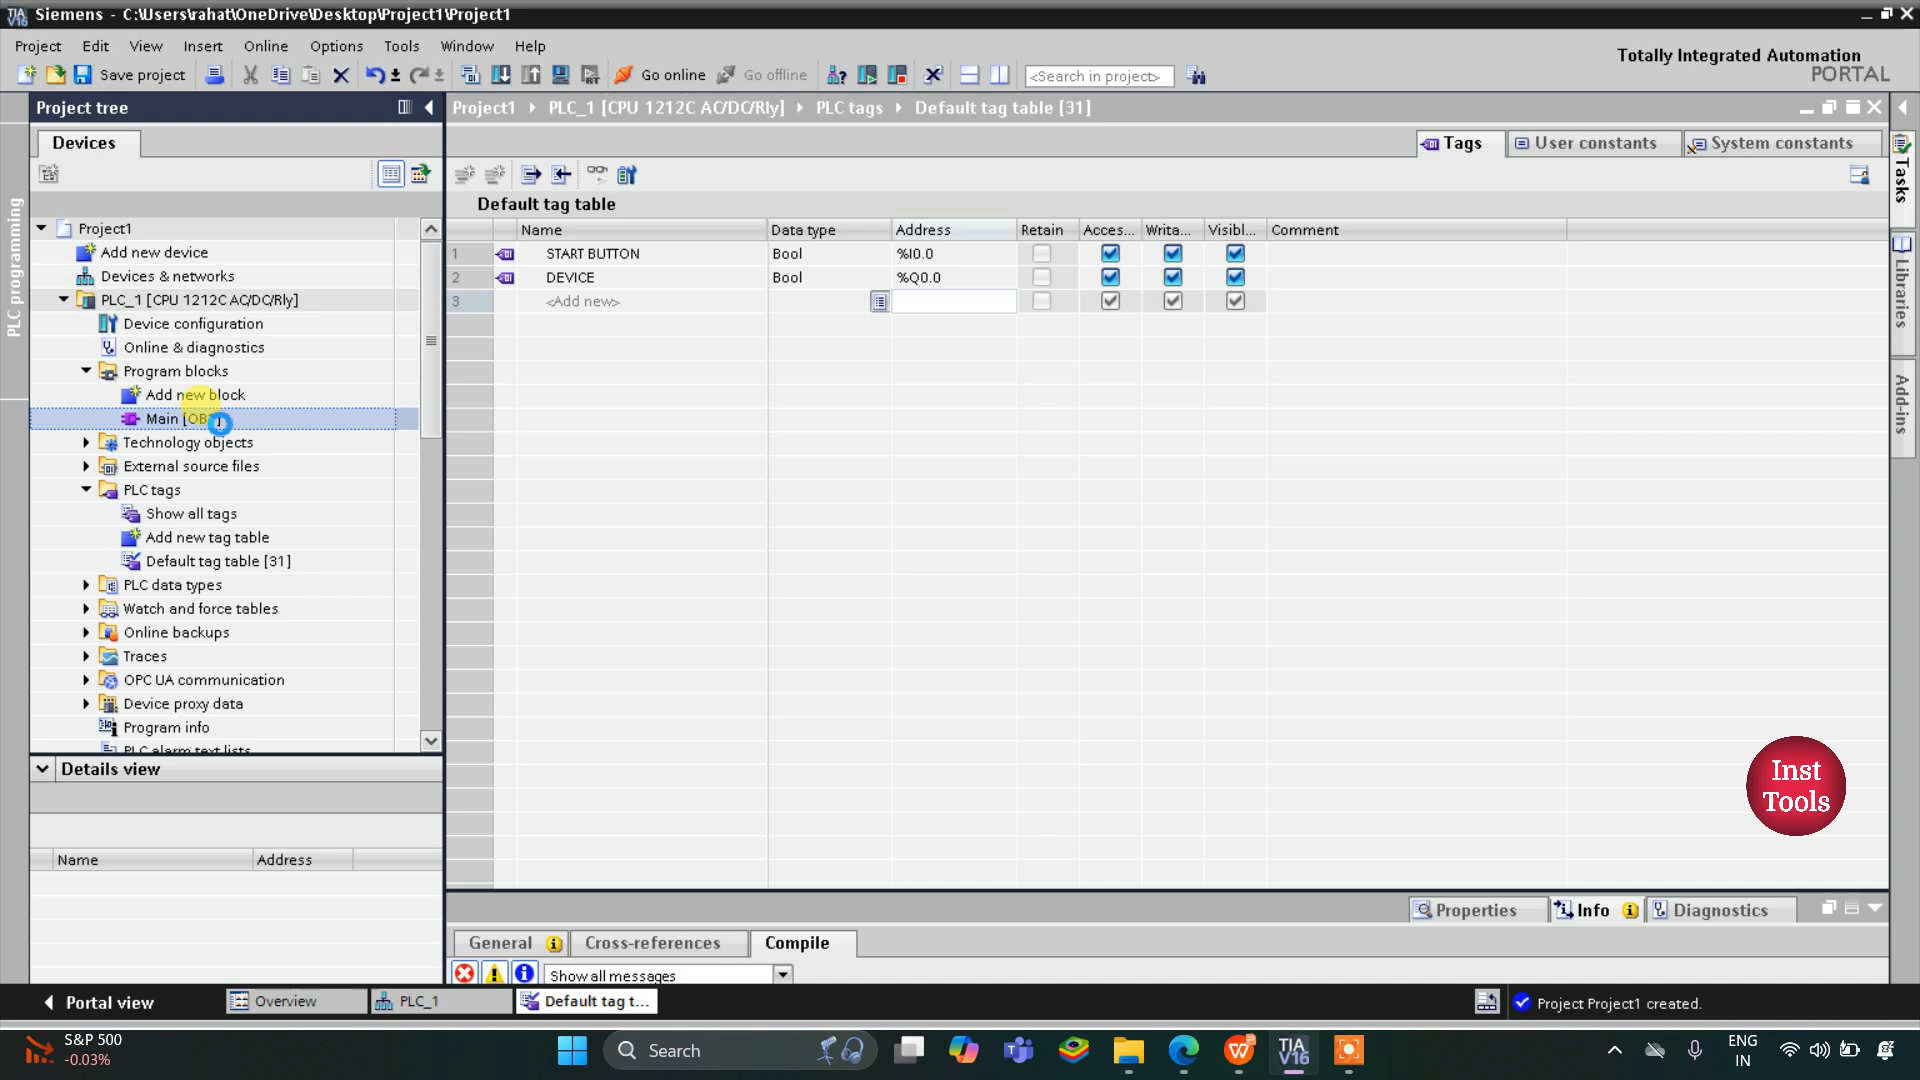 Siemens - C:\Users\rahat\OneDrive\Desktop\Project1\Project1
Project Edit View Insert Online Options Tools Window Help
Totally Integrated Automation
PORTAL
Save project
Go online
Go offline
<Search in project>
Project tree
Project1 PLC_1 [CPU 1212C AC/DC/Rly] PLC tags Default tag table [31]
Devices
Tags
User constants
System constants
PLC programming
Tasks
Libraries
Add-ins
Default tag table
Name Data type Address Retain Acces... Writa... Visibl... Comment
1 START BUTTON Bool %I0.0
2 DEVICE Bool %Q0.0
3 <Add new>
Project1
Add new device
Devices & networks
PLC_1 [CPU 1212C AC/DC/Rly]
Device configuration
Online & diagnostics
Program blocks
Add new block
Main [OB
Technology objects
External source files
PLC tags
Show all tags
Add new tag table
Default tag table [31]
PLC data types
Watch and force tables
Online backups
Traces
OPC UA communication
Device proxy data
Program info
PLC alarm text lists
Inst
Tools
Details view
Name Address
Properties
Info
Diagnostics
General
Cross-references
Compile
Show all messages
Portal view
Overview
PLC_1
Default tag t...
Project Project1 created.
S&P 500
-0.03%
Search
TIA
V16
ENG
IN